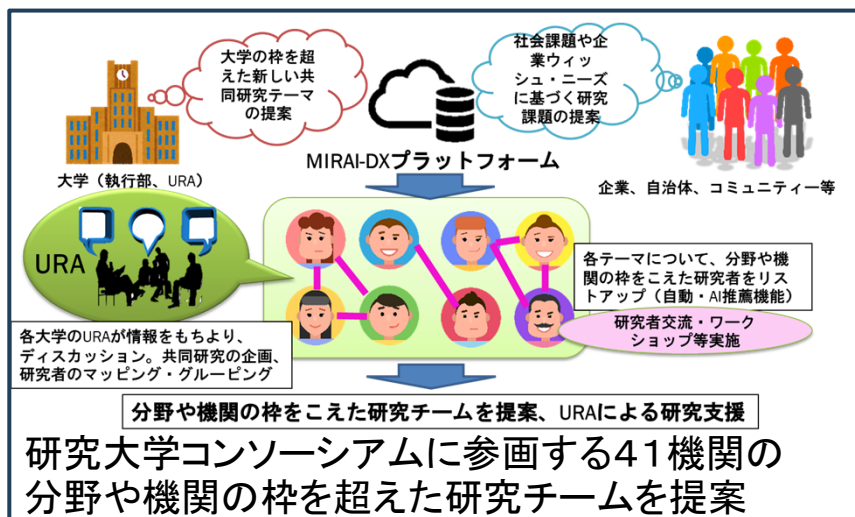 大学の枠を超
えた新しい共
同研究テーマ
の提案
社会課題や企
業ウィッ
シュ・ニーズ
に基づく研究
課題の提案
MIRAI-DXプラットフォーム
大学（執行部、URA）
企業、自治体、コミュニティー等
URA
各テーマについて、分野や機
関の枠をこえた研究者をリス
トアップ（自動・AI推薦機能）
研究者交流・ワーク
ショップ等実施
各大学のURAが情報をもちより、
ディスカッション。共同研究の企画、
研究者のマッピング・グルーピング
分野や機関の枠をこえた研究チームを提案、URAによる研究支援
研究大学コンソーシアムに参画する４１機関の
分野や機関の枠を超えた研究チームを提案